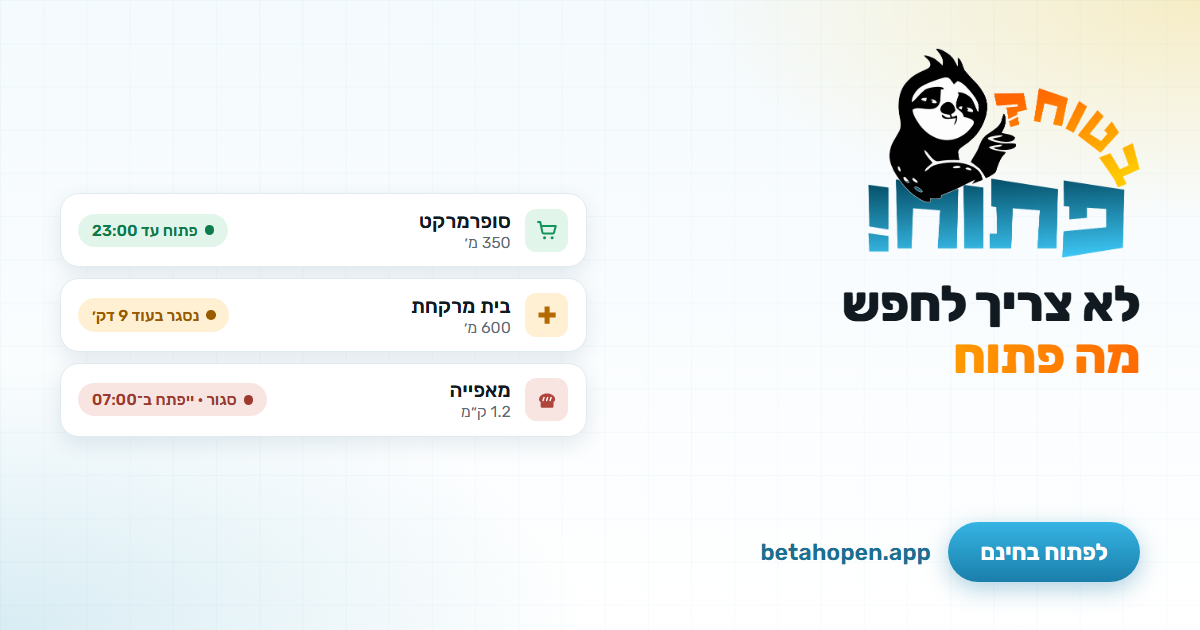 בטוח?
פתוח!
לא צריך לחפש
מה פתוח
לפתוח בחינם
betahopen.app
סופרמרקט
350 מ׳
פתוח עד 23:00
בית מרקחת
600 מ׳
נסגר בעוד 9 דק׳
מאפייה
1.2 ק״מ
סגור • ייפתח ב־07:00